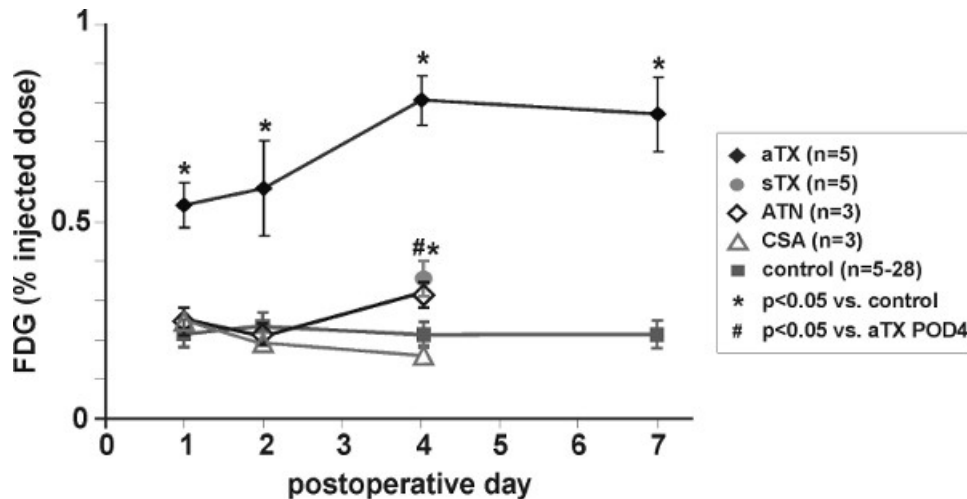 1
*
*
*
*
0.5
#*
0
0 1 2 3 4 5 6 7
FDG (% injected dose)
postoperative day
aTX (n=5)
sTX (n=5)
ATN (n=3)
CSA (n=3)
control (n=5-28)
* p<0.05 vs. control
# p<0.05 vs. aTX POD4